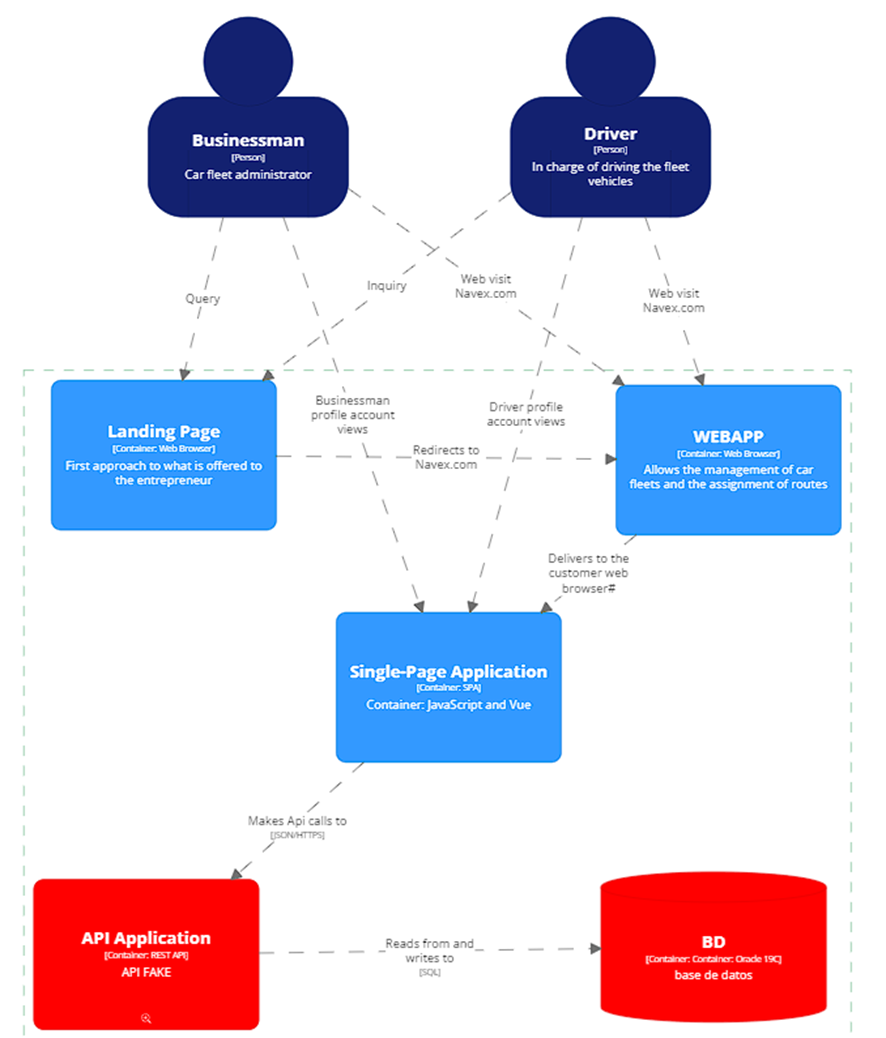 Businessman
[Person]
Car fleet administrator
Driver
[Person]
In charge of driving the fleet
vehicles
Query
Inquiry
Web visit
Navex.com
Web visit
Navex.com
Landing Page
[Container: Web Browser]
First approach to what is offered to
the entrepreneur
Businessman
profile account
views
Driver profile
account views
Redirects to
Navex.com
WEBAPP
[Container: Web Browser]
Allows the management of car
fleets and the assignment of routes
Delivers to the
customer web
browser#
Single-Page Application
[Container: SPA]
Container: JavaScript and Vue
Makes Api calls to
[JSON/HTTPS]
API Application
[Container: REST API]
API FAKE
Reads from and
writes to
[SQL]
BD
[Container: Container: Oracle 19C]
base de datos